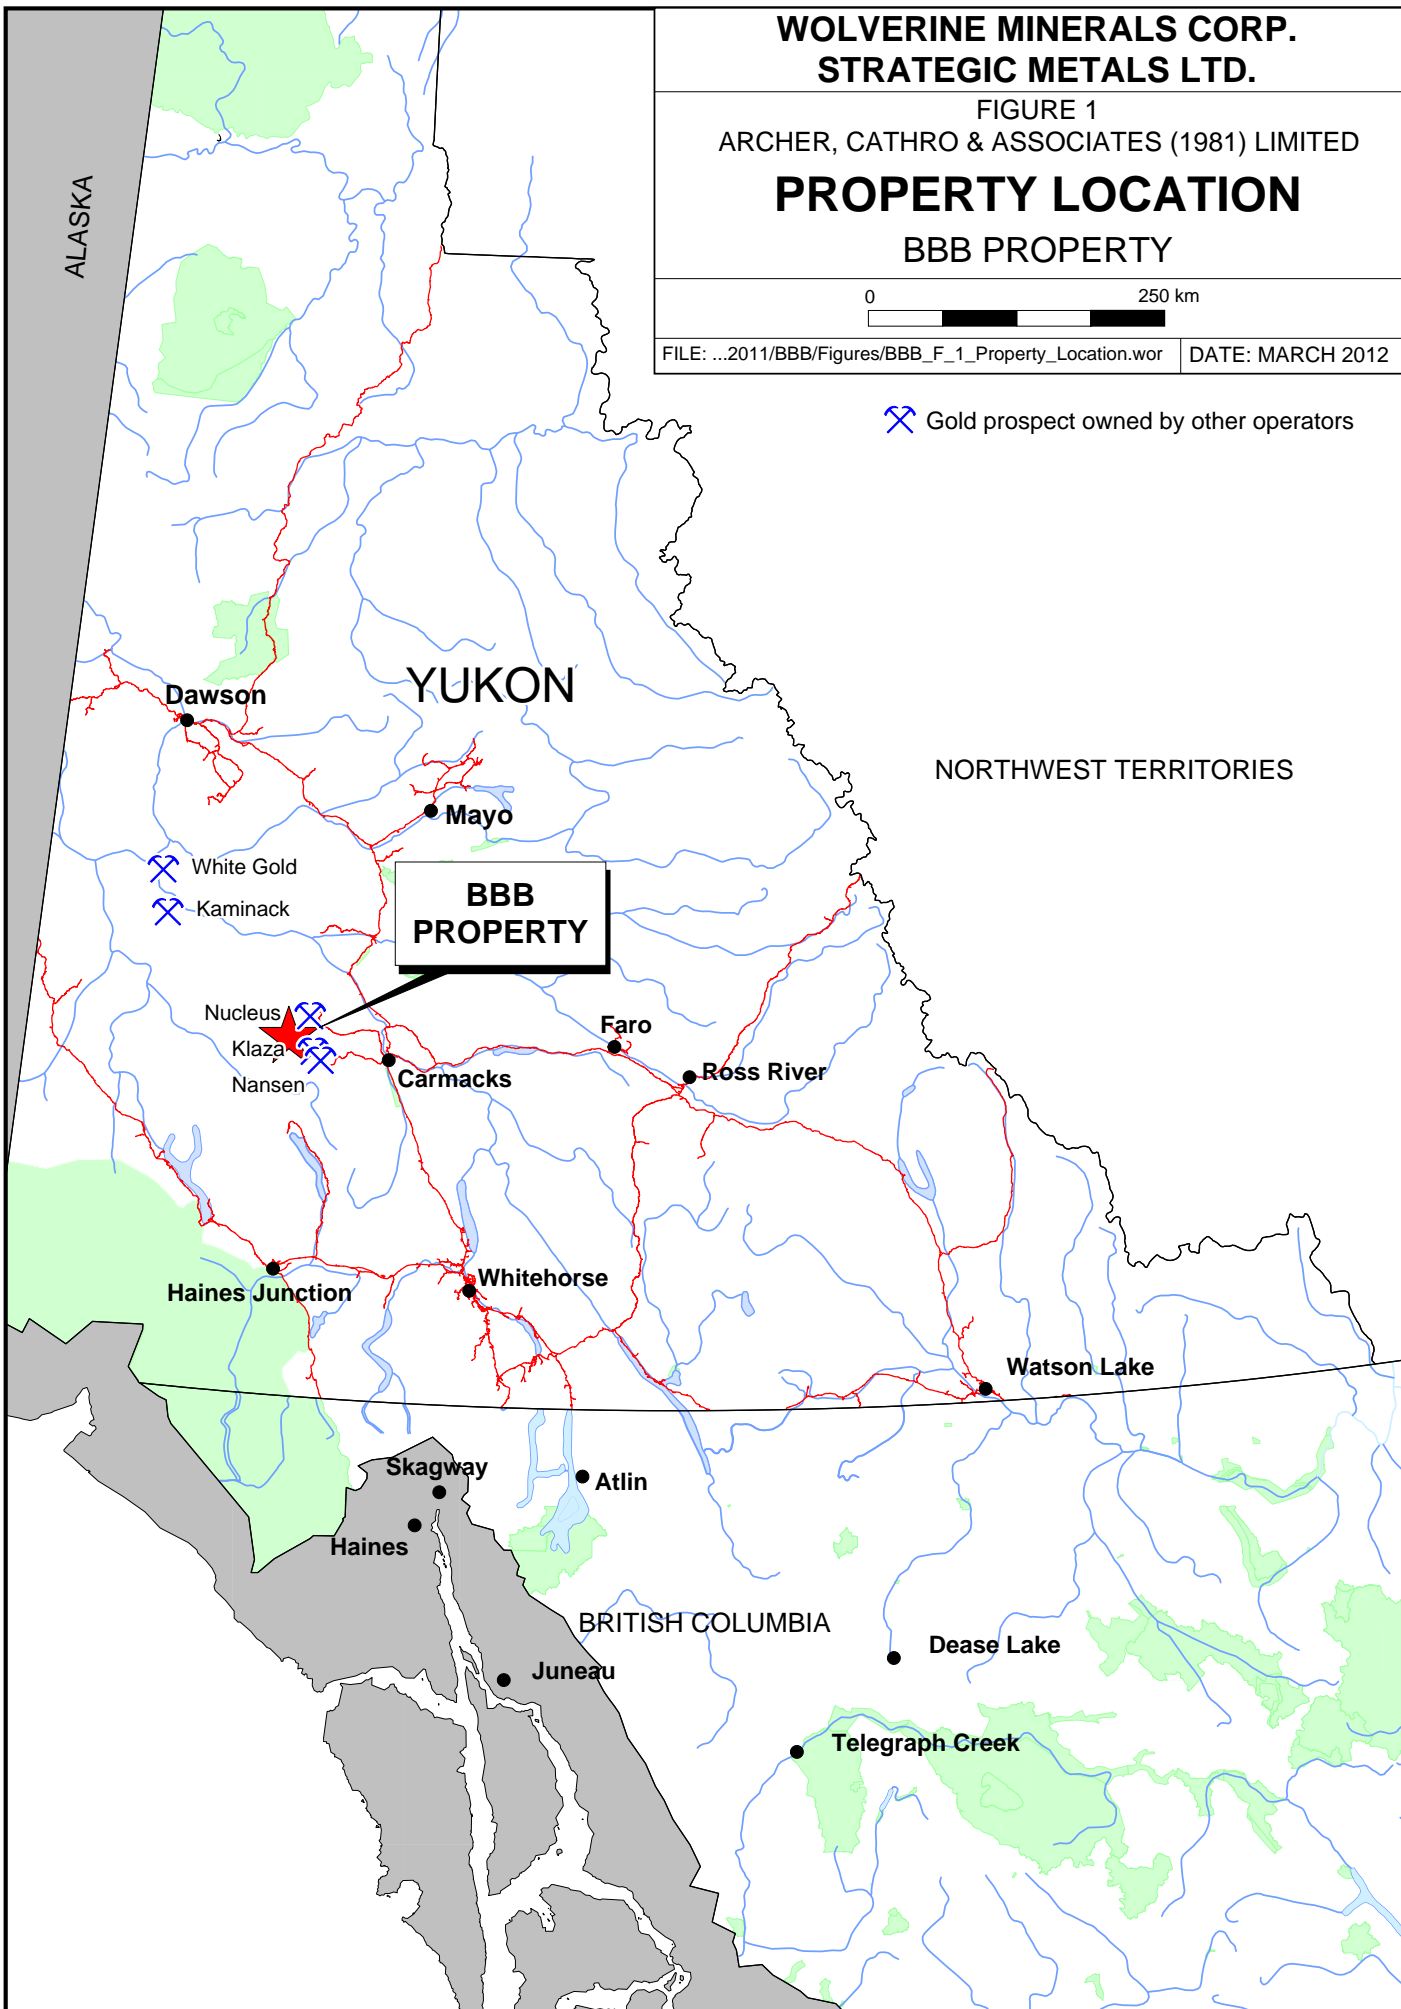 WOLVERINE MINERALS CORP.
STRATEGIC METALS LTD.
FIGURE 1
ARCHER, CATHRO & ASSOCIATES (1981) LIMITED
PROPERTY LOCATION
BBB PROPERTY
0 250 km
FILE: ...2011/BBB/Figures/BBB_F_1_Property_Location.wor DATE: MARCH 2012
Gold prospect owned by other operators
ALASKA
YUKON
Dawson
NORTHWEST TERRITORIES
Mayo
White Gold
Kaminack
BBB
PROPERTY
Nucleus
Klaza
Nansen
Carmacks
Faro
Ross River
Haines Junction
Whitehorse
Watson Lake
Skagway
Atlin
Haines
BRITISH COLUMBIA
Dease Lake
Juneau
Telegraph Creek